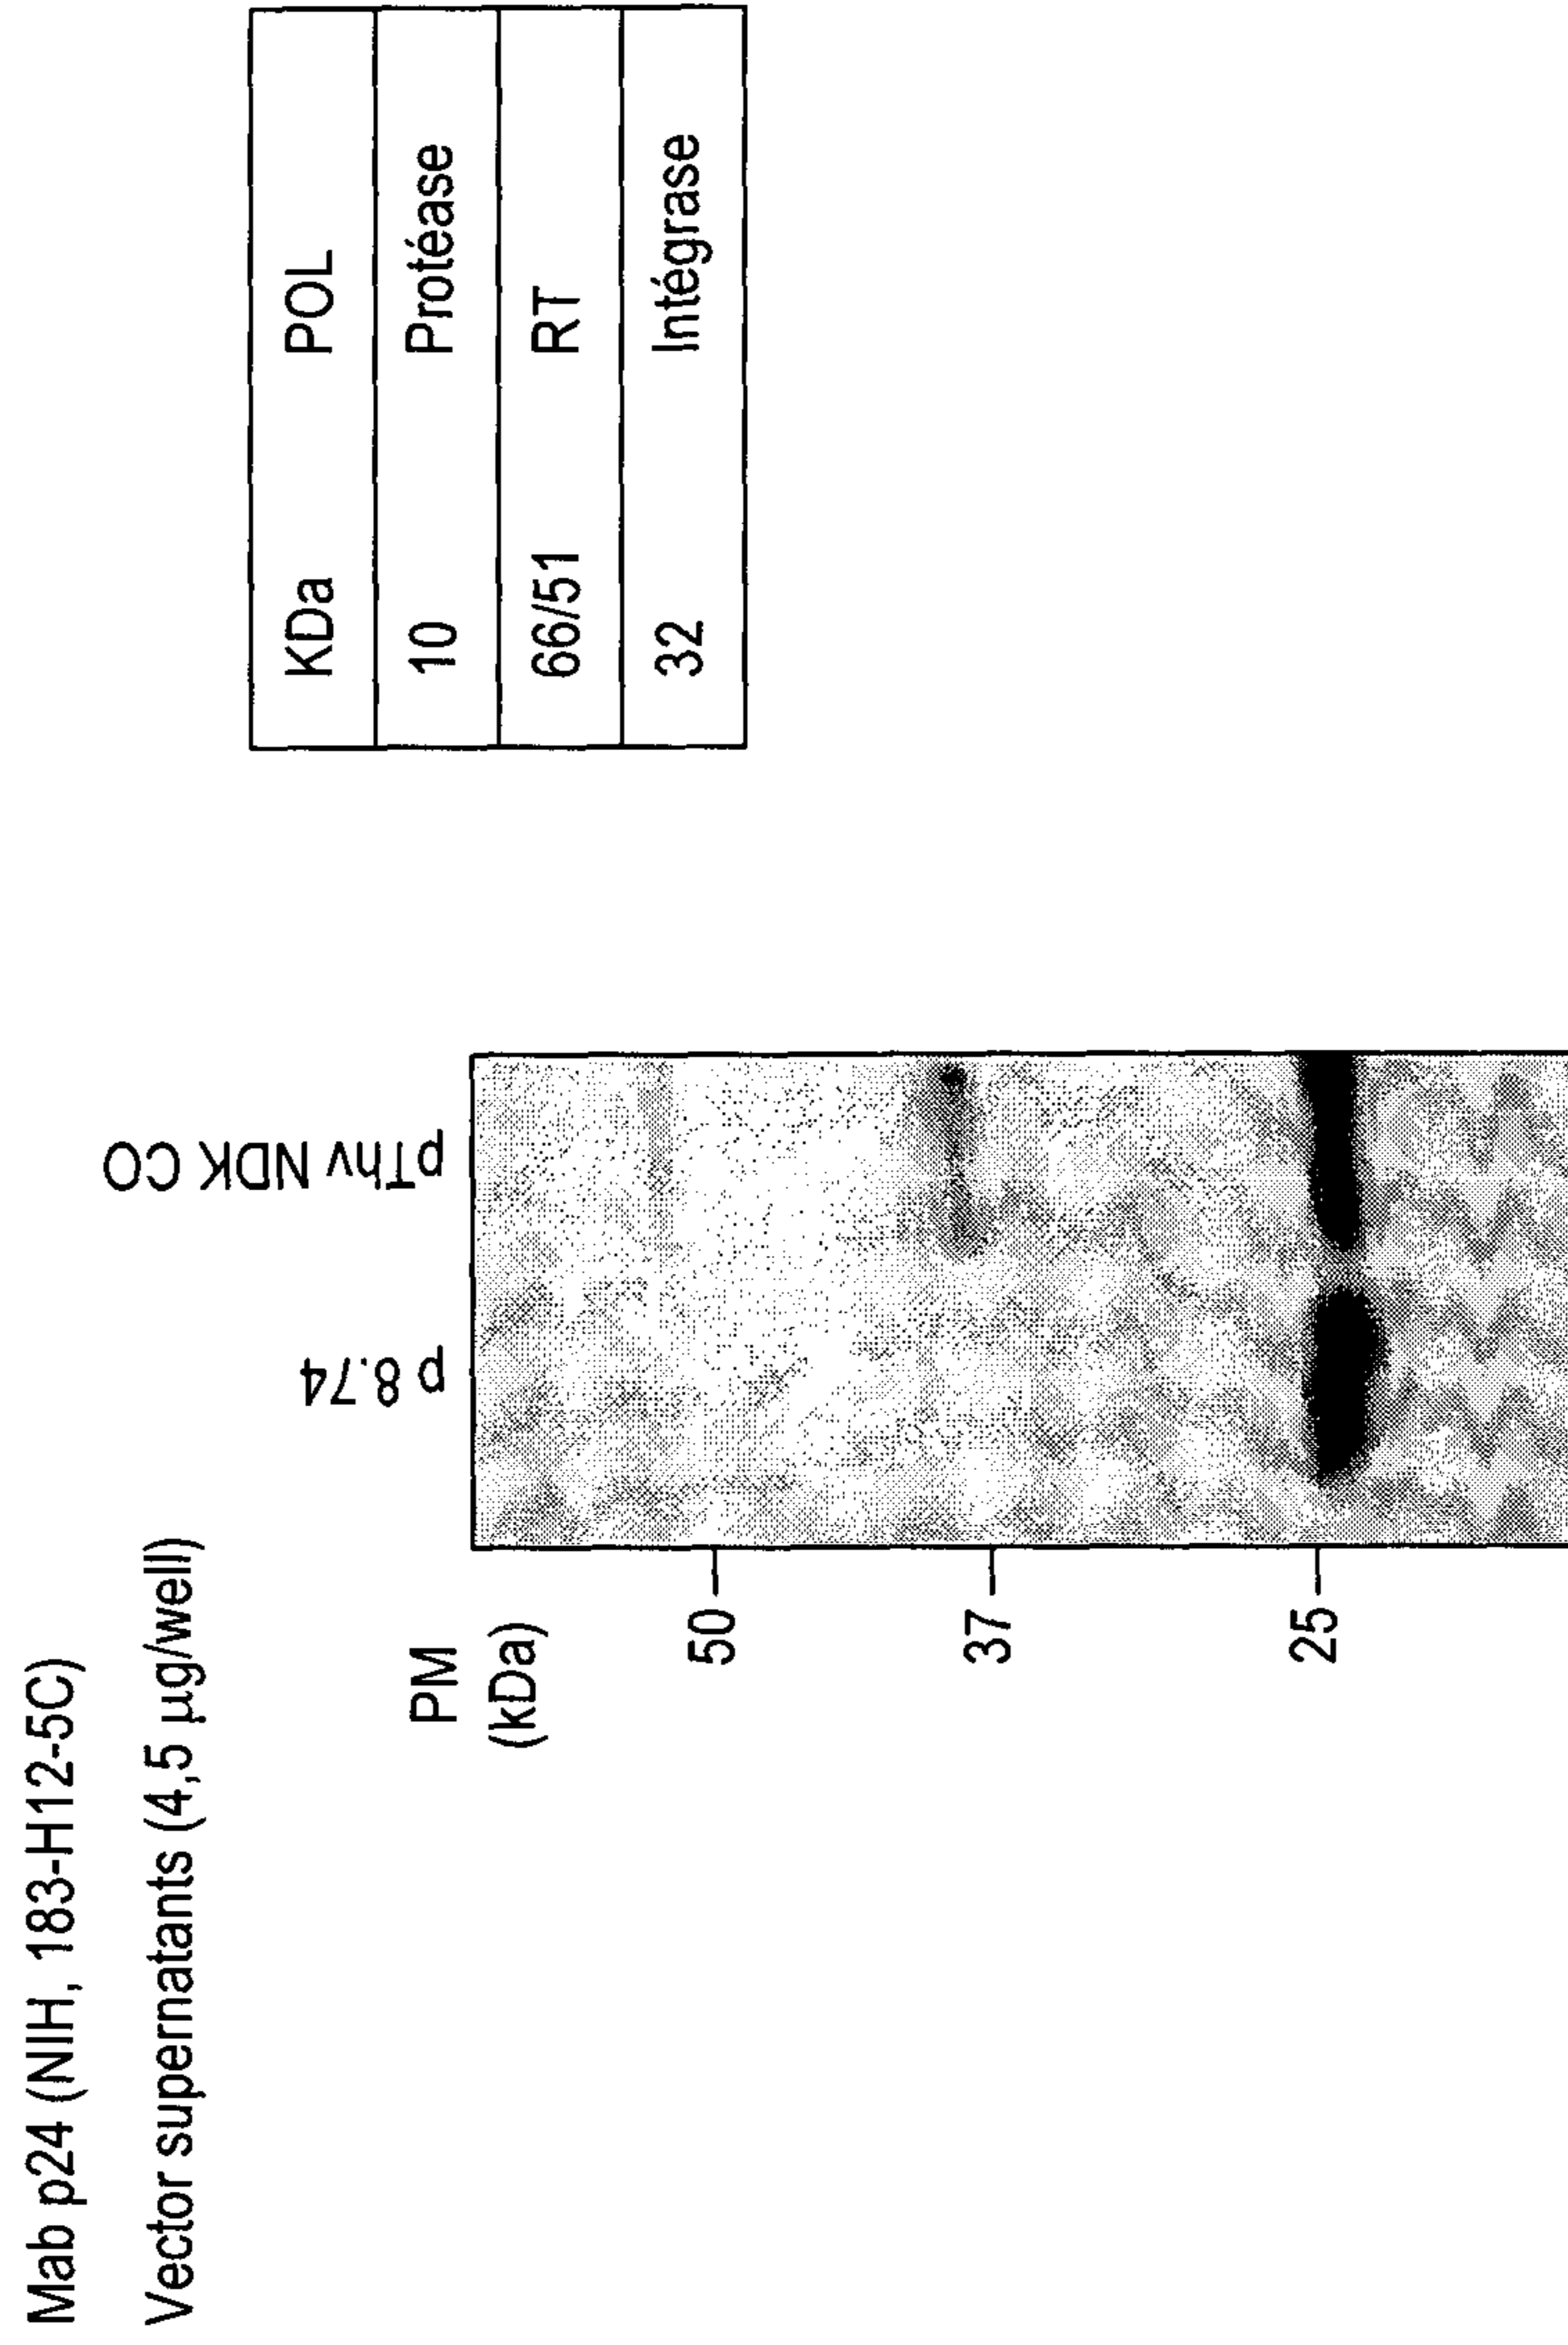 Mab p24 (NIH, 183-H12-5C)
Vector supernatants (4,5 µg/well)
PM
(kDa)
p 8.74
pThv NDK CO
50
37
25
KDa POL
10 Protéase
66/51 RT
32 Intégrase